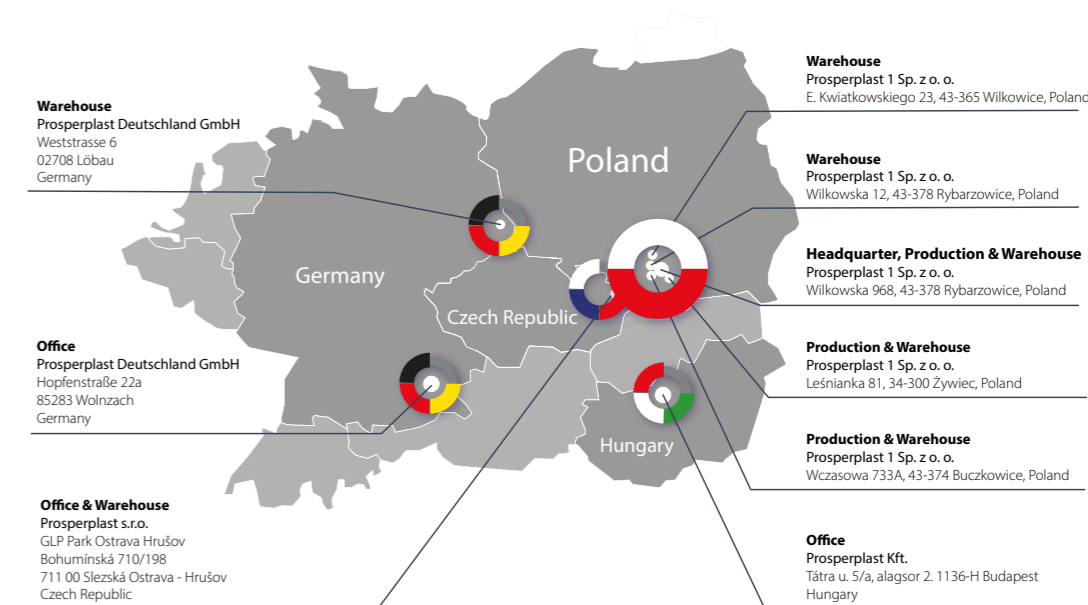 Warehouse
Prosperplast Deutschland GmbH
Weststrasse 6
02708 Löbau
Germany
Office
Prosperplast Deutschland GmbH
Hopfenstraße 22a
85283 Wolnzach
Germany
Office & Warehouse
Prosperplast s.r.o.
GLP Park Ostrava Hrušov
Bohumínská 710/198
711 00 Slezská Ostrava - Hrušov
Czech Republic
Poland
Germany
Czech Republic
Hungary
Warehouse
Prosperplast 1 Sp. z o. o.
E. Kwiatkowskiego 23, 43-365 Wilkowice, Poland
Warehouse
Prosperplast 1 Sp. z o. o.
Wilkowska 12, 43-378 Rybarzowice, Poland
Headquarter, Production & Warehouse
Prosperplast 1 Sp. z o. o.
Wilkowska 968, 43-378 Rybarzowice, Poland
Production & Warehouse
Prosperplast 1 Sp. z o. o.
Leśnianka 81, 34-300 Żywiec, Poland
Production & Warehouse
Prosperplast 1 Sp. z o. o.
Wczasowa 733A, 43-374 Buczkowice, Poland
Office
Prosperplast Kft.
Tátra u. 5/a, alagsor 2. 1136-H Budapest
Hungary